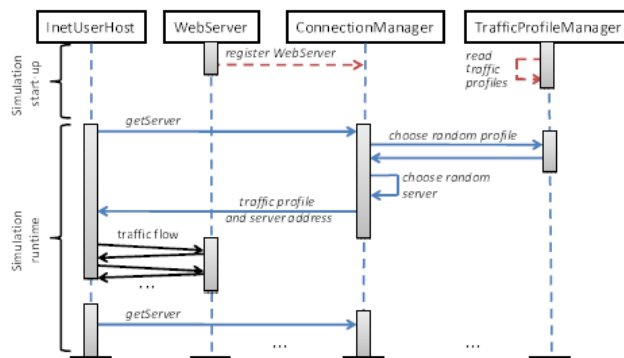 InetUserHost WebServer ConnectionManager TrafficProfileManager
Simulation
start-up
register WebServer
read
traffic
profiles
Simulation
runtime
getServer
choose random profile
choose random
server
traffic profile
and server address
traffic flow
...
getServer
... ...